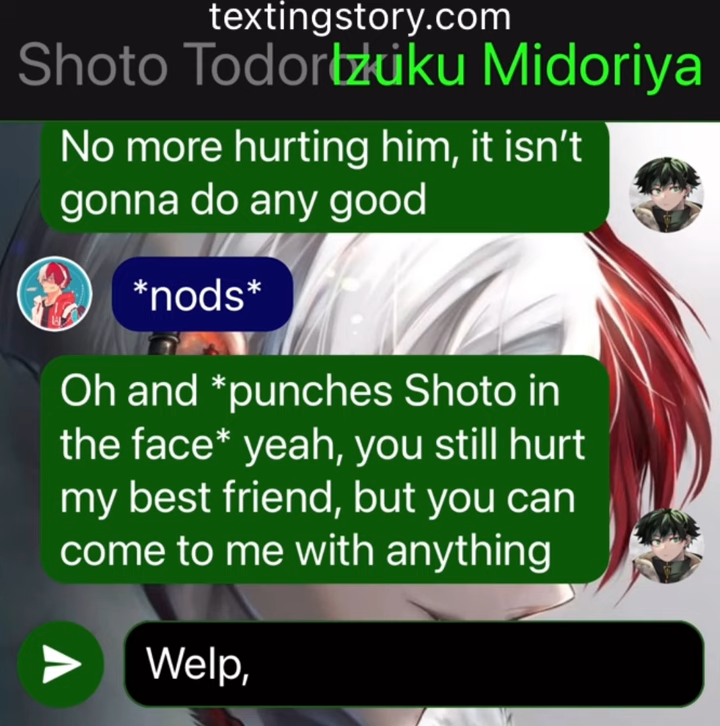 textingstory.com
Shoto Todoroki Izuku Midoriya
No more hurting him, it isn’t
gonna do any good
*nods*
Oh and *punches Shoto in
the face* yeah, you still hurt
my best friend, but you can
come to me with anything
Welp,